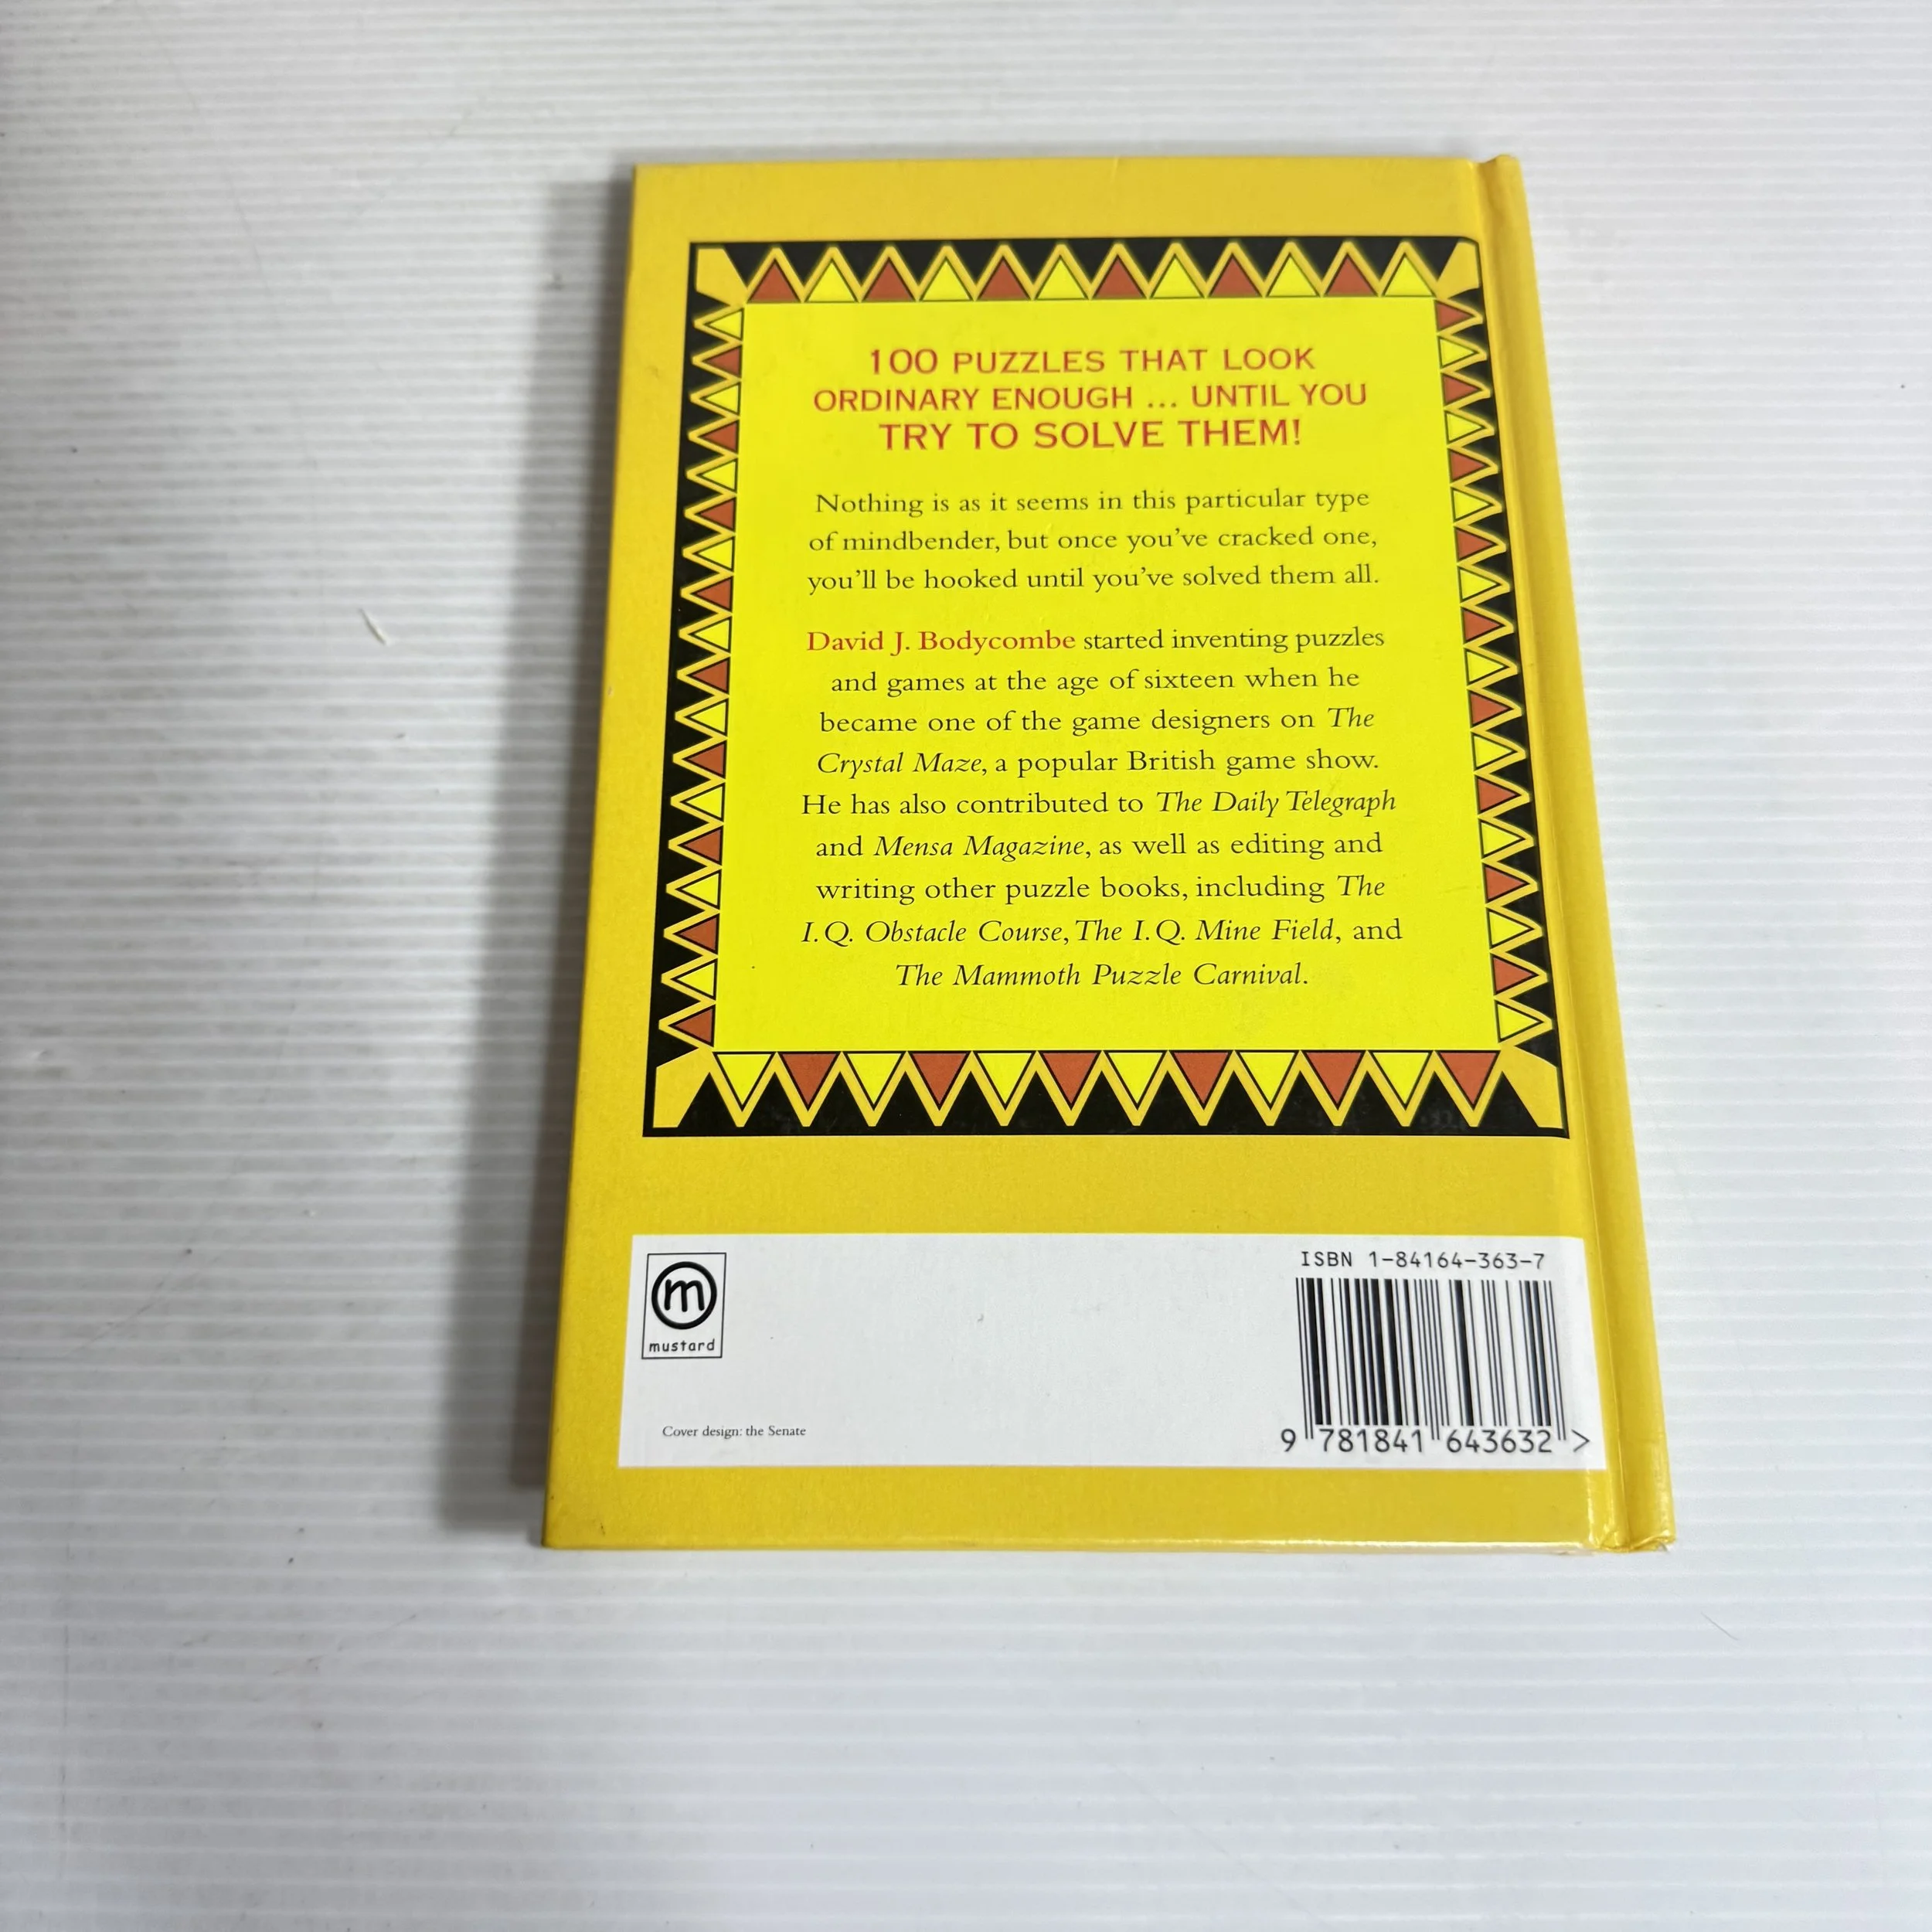 100 PUZZLES THAT LOOK
ORDINARY ENOUGH ... UNTIL YOU
TRY TO SOLVE THEM!
Nothing is as it seems in this particular type
of mindbender, but once you've cracked one,
you'll be hooked until you've solved them all.
David J. Bodycombe started inventing puzzles
and games at the age of sixteen when he
became one of the game designers on The
Crystal Maze, a popular British game show.
He has also contributed to The Daily Telegraph
and Mensa Magazine, as well as editing and
writing other puzzle books, including The
I.Q. Obstacle Course, The I.Q. Mine Field, and
The Mammoth Puzzle Carnival.
m
mustard
Cover design: the Senate
ISBN 1-84164-363-7
9 781841 643632 >